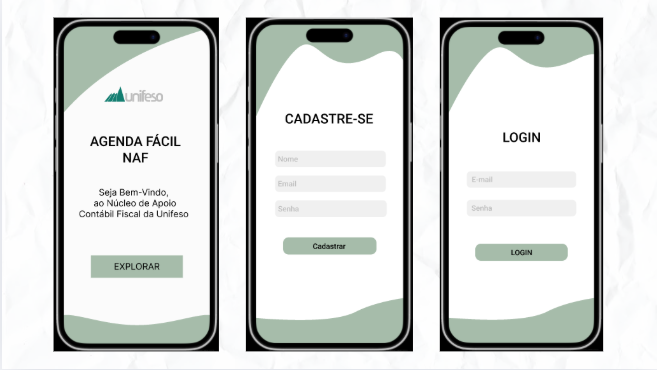 unifeso
AGENDA FÁCIL
NAF
Seja Bem-Vindo,
ao Núcleo de Apoio
Contábil Fiscal da Unifeso
EXPLORAR
CADASTRE-SE
Nome
Email
Senha
Cadastrar
LOGIN
E-mail
Senha
LOGIN